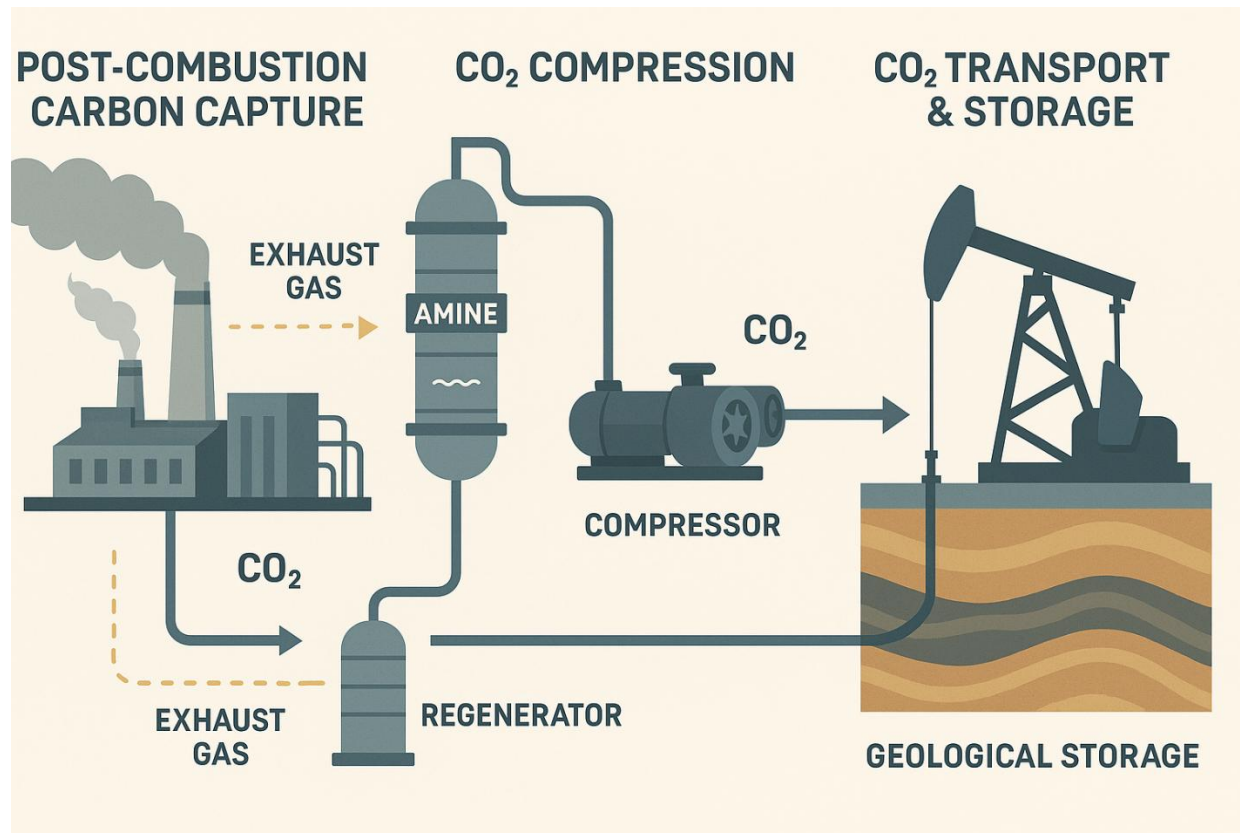 POST-COMBUSTION
CARBON CAPTURE
CO₂ COMPRESSION
CO₂ TRANSPORT
& STORAGE
EXHAUST
GAS
AMINE
CO₂
COMPRESSOR
CO₂
EXHAUST
GAS
REGENERATOR
GEOLOGICAL STORAGE